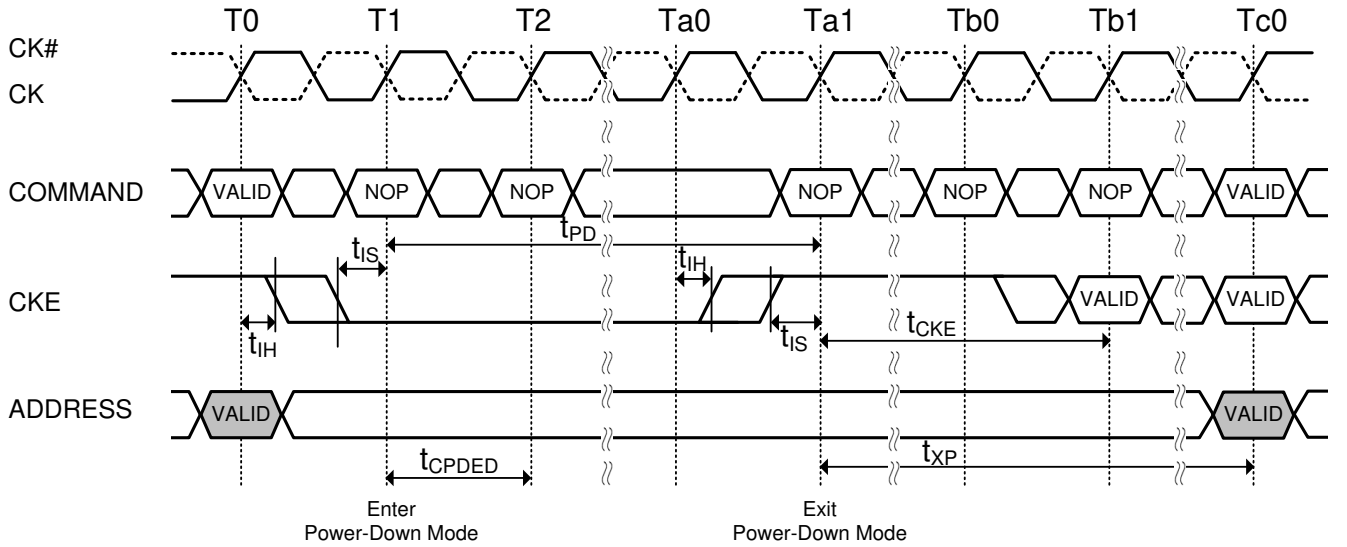 T0 T1 T2 Ta0 Ta1 Tb0 Tb1 Tc0
CK#
CK
COMMAND VALID NOP NOP NOP NOP NOP VALID
tPD
tIS tIH
CKE VALID VALID
tIH tIS tCKE
ADDRESS VALID VALID
tCPDED tXP
Enter Exit
Power-Down Mode Power-Down Mode